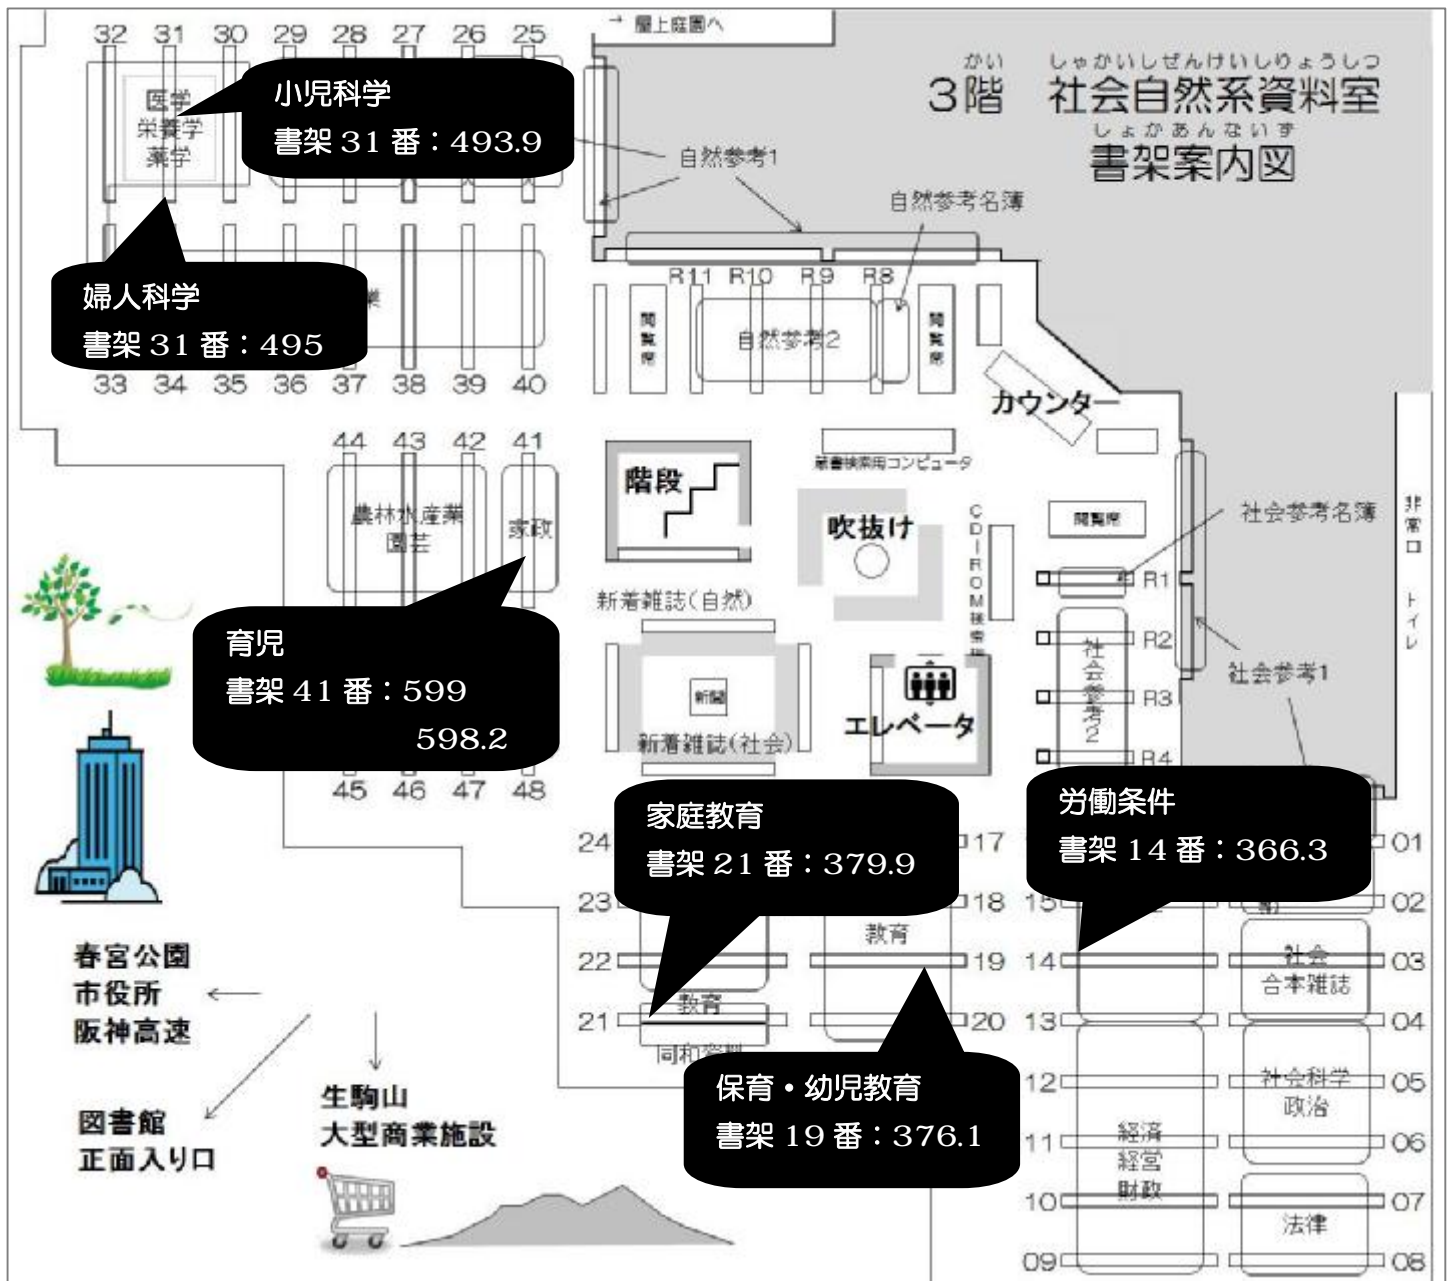 → 屋上庭園へ
かい しゃかいしぜんけいしりょうしつ
3階 社会自然系資料室
しょかあんないず
書架案内図
32 31 30 29 28 27 26 25
医学
栄養学
薬学
小児科学
書架 31 番：493.9
自然参考1
自然参考名簿
婦人科学
書架 31 番：495
業
33 34 35 36 37 38 39 40
R11 R10 R9 R8
閲覧席
自然参考2
閲覧席
カウンター
44 43 42 41
農林水産業
園芸
家政
階段
蔵書検索用コンピュータ
吹抜け
CDーROM検索
閲覧席
社会参考名簿
非常口 トイレ
R1
R2
R3
R4
社会参考2
社会参考1
新着雑誌(自然)
新聞
新着雑誌(社会)
エレベータ
育児
書架 41 番：599
598.2
45 46 47 48
家庭教育
書架 21 番：379.9
労働条件
書架 14 番：366.3
24 17 01
23 18 15 02
教育
22 19 14 03
社会
合本雑誌
教育
21 20 13 04
同和資料
保育・幼児教育
書架 19 番：376.1
12 05
社会科学
政治
11 06
経済
経営
財政
10 07
法律
09 08
春宮公園
市役所
阪神高速
図書館
正面入り口
生駒山
大型商業施設